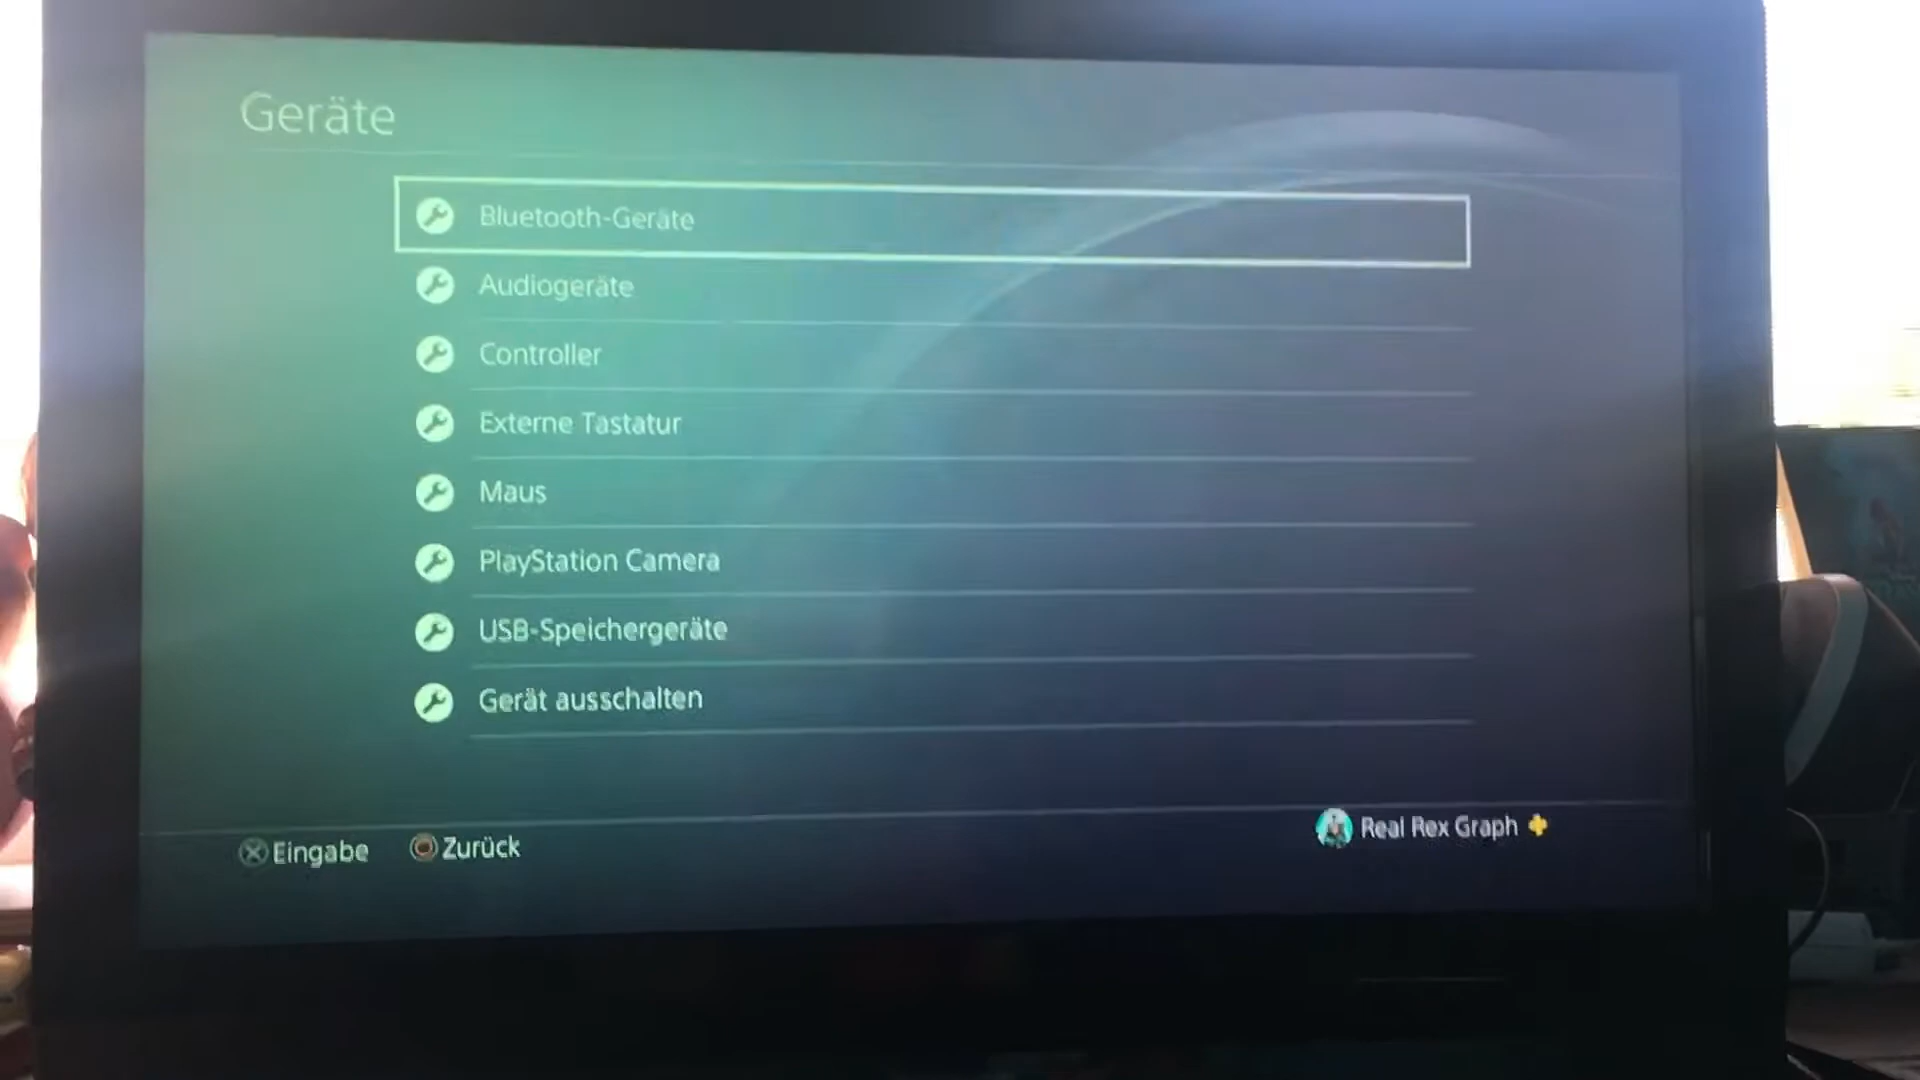 Geräte
Bluetooth-Geräte
Audiogeräte
Controller
Externe Tastatur
Maus
PlayStation Camera
USB-Speichergeräte
Gerät ausschalten
Eingabe Zurück Real Rex Graph